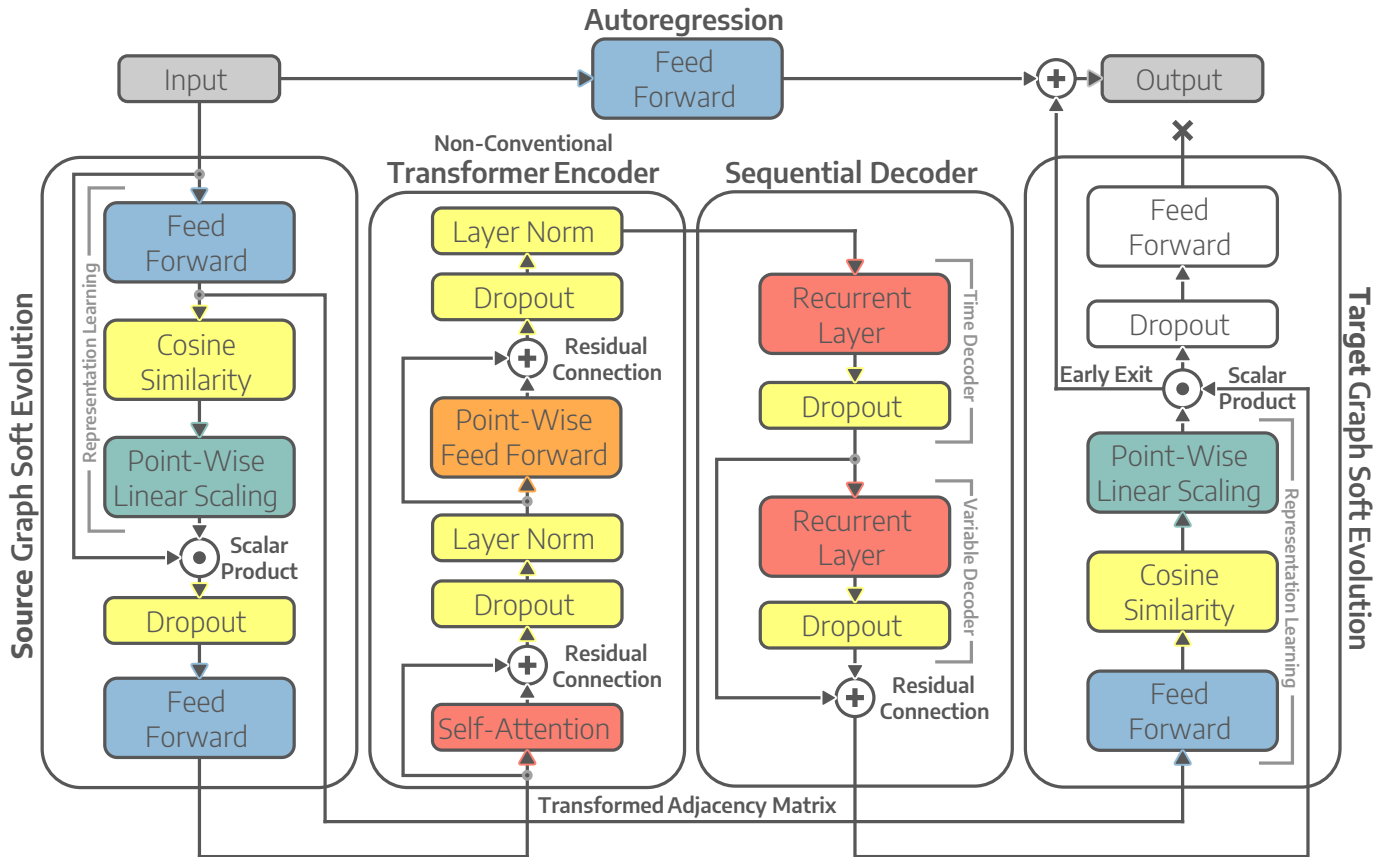 Autoregression
Input
Feed
Forward
Output
Source Graph Soft Evolution
Representation Learning
Feed
Forward
Cosine
Similarity
Point-Wise
Linear Scaling
Scalar
Product
Dropout
Feed
Forward
Non-Conventional
Transformer Encoder
Layer Norm
Dropout
Residual
Connection
Point-Wise
Feed Forward
Layer Norm
Dropout
Residual
Connection
Self-Attention
Sequential Decoder
Recurrent
Layer
Dropout
Time Decoder
Recurrent
Layer
Dropout
Variable Decoder
Residual
Connection
Feed
Forward
Dropout
Early Exit
Scalar
Product
Point-Wise
Linear Scaling
Cosine
Similarity
Feed
Forward
Representation Learning
Target Graph Soft Evolution
Transformed Adjacency Matrix